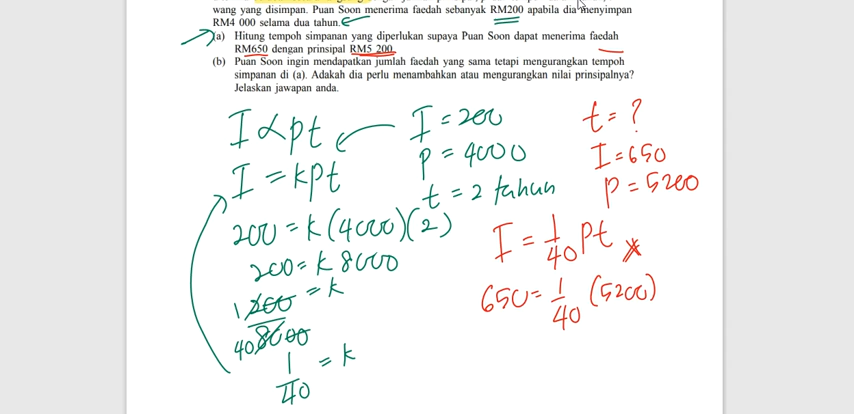 wang yang disimpan. Puan Soon menerima faedah sebanyak RM200 apabila dia menyimpan
RM4 000 selama dua tahun.
(a) Hitung tempoh simpanan yang diperlukan supaya Puan Soon dapat menerima faedah
RM650 dengan prinsipal RM5 200.
(b) Puan Soon ingin mendapatkan jumlah faedah yang sama tetapi mengurangkan tempoh
simpanan di (a). Adakah dia perlu menambahkan atau mengurangkan nilai prinsipalnya?
Jelaskan jawapan anda.
I ∝ pt
I = kpt
200 = k(4000)(2)
200 = k 8000
1 200 = k
40 8000
1 = k
40
I = 200
P = 4000
t = 2 tahun
t = ?
I = 650
P = 5200
I = 1/40 Pt
650 = 1/40 (5200)